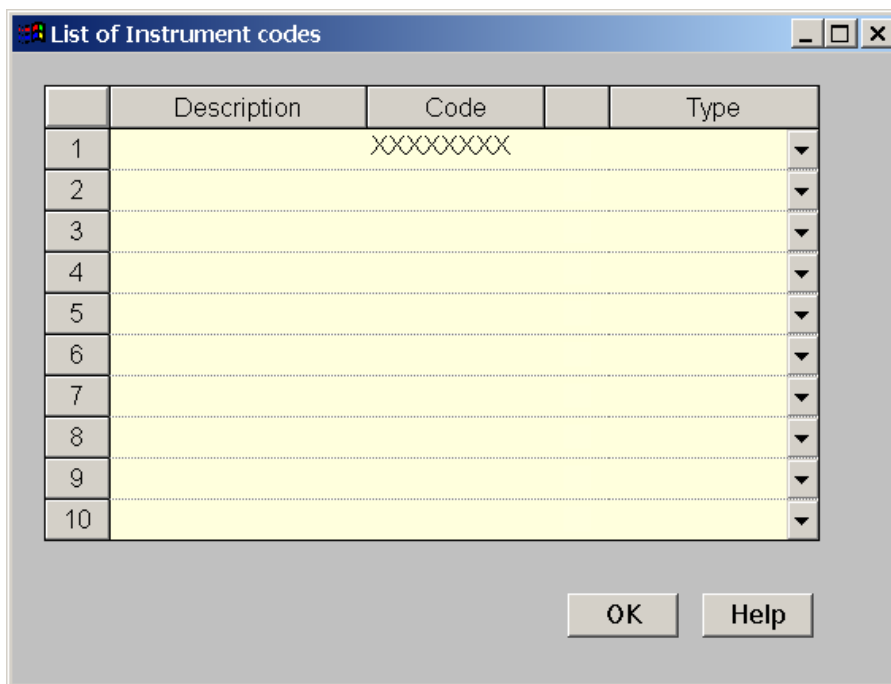 List of Instrument codes
Description Code Type
1 XXXXXXXX
2
3
4
5
6
7
8
9
10
OK Help